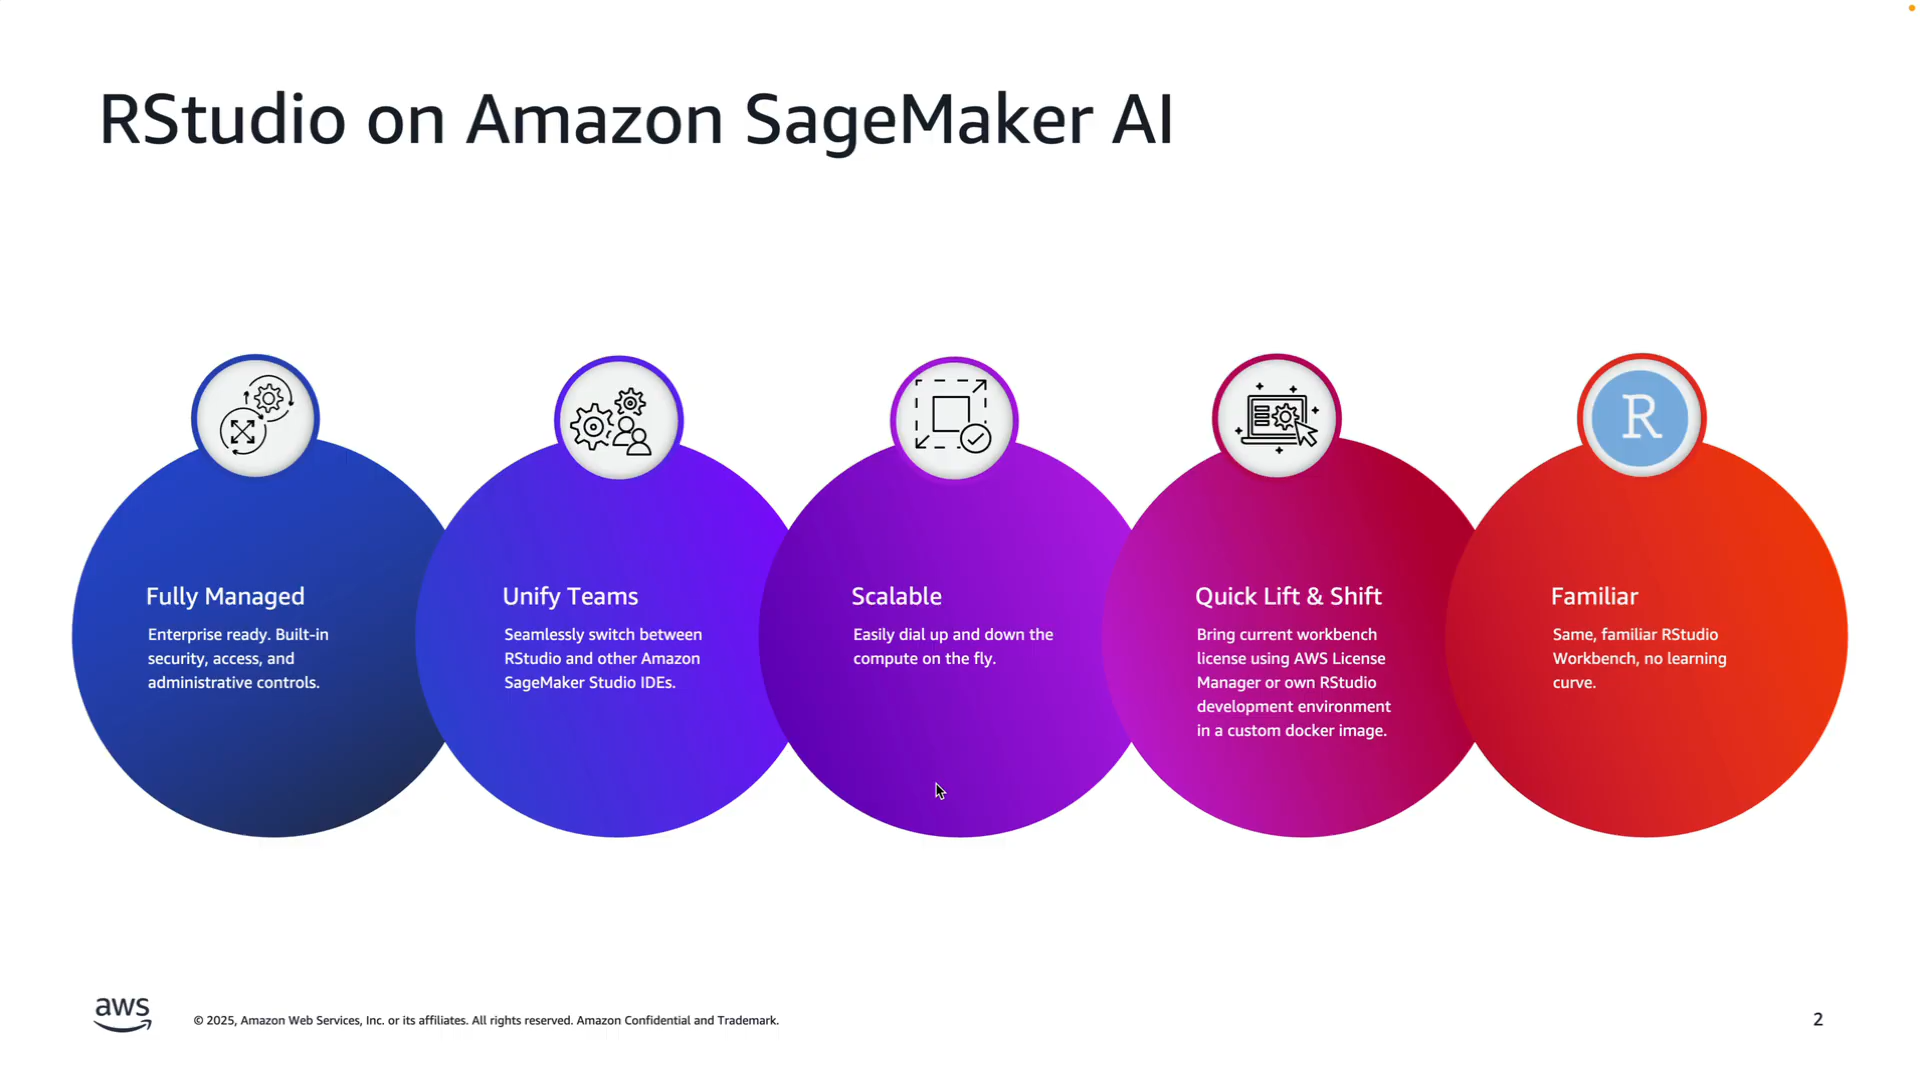 RStudio on Amazon SageMaker AI
R
Fully Managed
Enterprise ready. Built-in
security, access, and
administrative controls.
Unify Teams
Seamlessly switch between
RStudio and other Amazon
SageMaker Studio IDEs.
Scalable
Easily dial up and down the
compute on the fly.
Quick Lift & Shift
Bring current workbench
license using AWS License
Manager or own RStudio
development environment
in a custom docker image.
Familiar
Same, familiar RStudio
Workbench, no learning
curve.
aws
© 2025, Amazon Web Services, Inc. or its affiliates. All rights reserved. Amazon Confidential and Trademark.
2